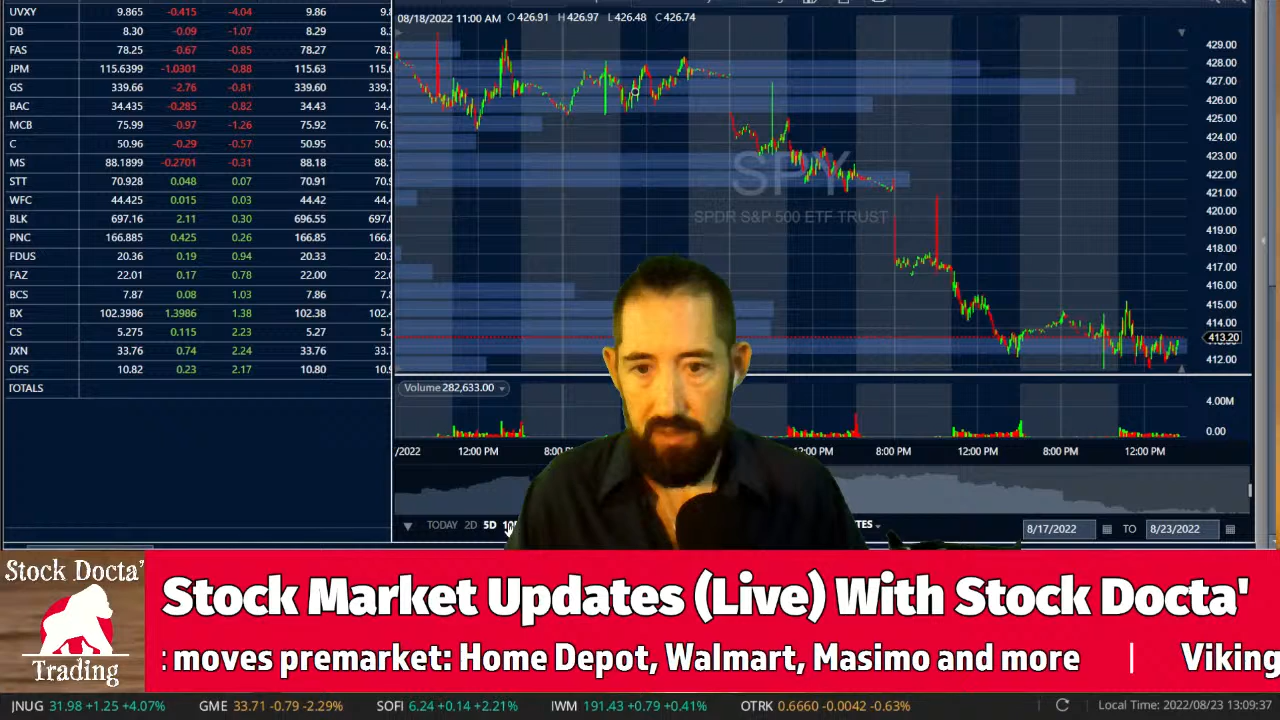 UVXY 9.865 -0.415 -4.04 9.86
DB 8.30 -0.09 -1.07 8.29
FAS 78.25 -0.67 -0.85 78.27
JPM 115.6399 -1.0301 -0.88 115.63
GS 339.66 -2.76 -0.81 339.60
BAC 34.435 -0.285 -0.82 34.43
MCB 75.99 -0.97 -1.26 75.92
C 50.96 -0.29 -0.57 50.95
MS 88.1899 -0.2701 -0.31 88.18
STT 70.928 0.048 0.07 70.91
WFC 44.425 0.015 0.03 44.42
BLK 697.16 2.11 0.30 696.55
PNC 166.885 0.425 0.26 166.85
FDUS 20.36 0.19 0.94 20.33
FAZ 22.01 0.17 0.78 22.00
BCS 7.87 0.08 1.03 7.86
BX 102.3986 1.3986 1.38 102.38
CS 5.275 0.115 2.23 5.27
JXN 33.76 0.74 2.24 33.76
OFS 10.82 0.23 2.17 10.80
TOTALS
08/18/2022 11:00 AM O 426.91 H 426.97 L 426.48 C 426.74
429.00
428.00
427.00
426.00
425.00
424.00
423.00
422.00
421.00
420.00
419.00
418.00
417.00
416.00
415.00
414.00
413.20
412.00
SPY
SPDR S&P 500 ETF TRUST
Volume 282,633.00
4.00M
0.00
/2022 12:00 PM 8:00 12:00 PM 8:00 PM 12:00 PM 8:00 PM 12:00 PM
TODAY 2D 5D 8/17/2022 TO 8/23/2022
Stock Docta'
Trading
Stock Market Updates (Live) With Stock Docta'
: moves premarket: Home Depot, Walmart, Masimo and more | Viking
JNUG 31.98 +1.25 +4.07% GME 33.71 -0.79 -2.29% SOFI 6.24 +0.14 +2.21% IWM 191.43 +0.79 +0.41% OTRK 0.6660 -0.0042 -0.63% Local Time: 2022/08/23 13:09:37